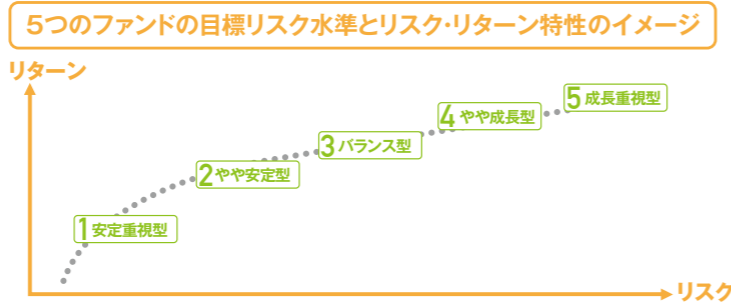 5つのファンドの目標リスク水準とリスク・リターン特性のイメージ
リターン
5 成長重視型
4 やや成長型
3 バランス型
2 やや安定型
1 安定重視型
リスク